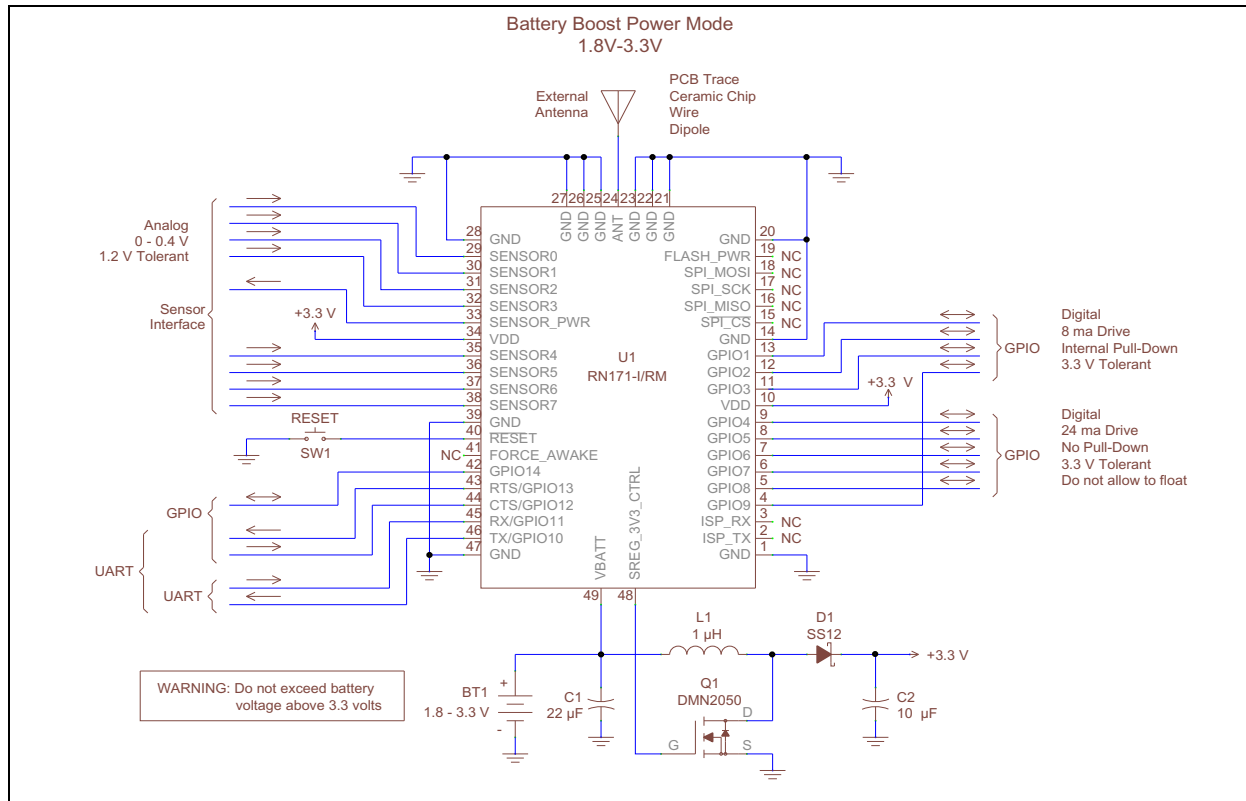 Battery Boost Power Mode
1.8V-3.3V
External
Antenna
PCB Trace
Ceramic Chip
Wire
Dipole
27 26 25 24 23 22 21
GND GND GND ANT GND GND GND
Analog
0 - 0.4 V
1.2 V Tolerant
Sensor
Interface
+3.3 V
RESET
SW1
NC
GPIO
UART
UART
28 GND
29 SENSOR0
30 SENSOR1
31 SENSOR2
32 SENSOR3
33 SENSOR_PWR
34 VDD
35 SENSOR4
36 SENSOR5
37 SENSOR6
38 SENSOR7
39 GND
40 RESET
41 FORCE_AWAKE
42 GPIO14
43 RTS/GPIO13
44 CTS/GPIO12
45 RX/GPIO11
46 TX/GPIO10
47 GND
U1
RN171-I/RM
GND 20
FLASH_PWR 19 NC
SPI_MOSI 18 NC
SPI_SCK 17 NC
SPI_MISO 16 NC
SPI_CS 15 NC
GND 14
GPIO1 13
GPIO2 12
GPIO3 11
VDD 10
GPIO4 9
GPIO5 8
GPIO6 7
GPIO7 6
GPIO8 5
GPIO9 4
ISP_RX 3 NC
ISP_TX 2 NC
GND 1
+3.3 V
GPIO
Digital
8 ma Drive
Internal Pull-Down
3.3 V Tolerant
GPIO
Digital
24 ma Drive
No Pull-Down
3.3 V Tolerant
Do not allow to float
VBATT
SREG_3V3_CTRL
49 48
L1
1 µH
D1
SS12
+3.3 V
Q1
DMN2050
D
G
S
+
BT1
1.8 - 3.3 V
-
C1
22 µF
C2
10 µF
WARNING: Do not exceed battery
voltage above 3.3 volts